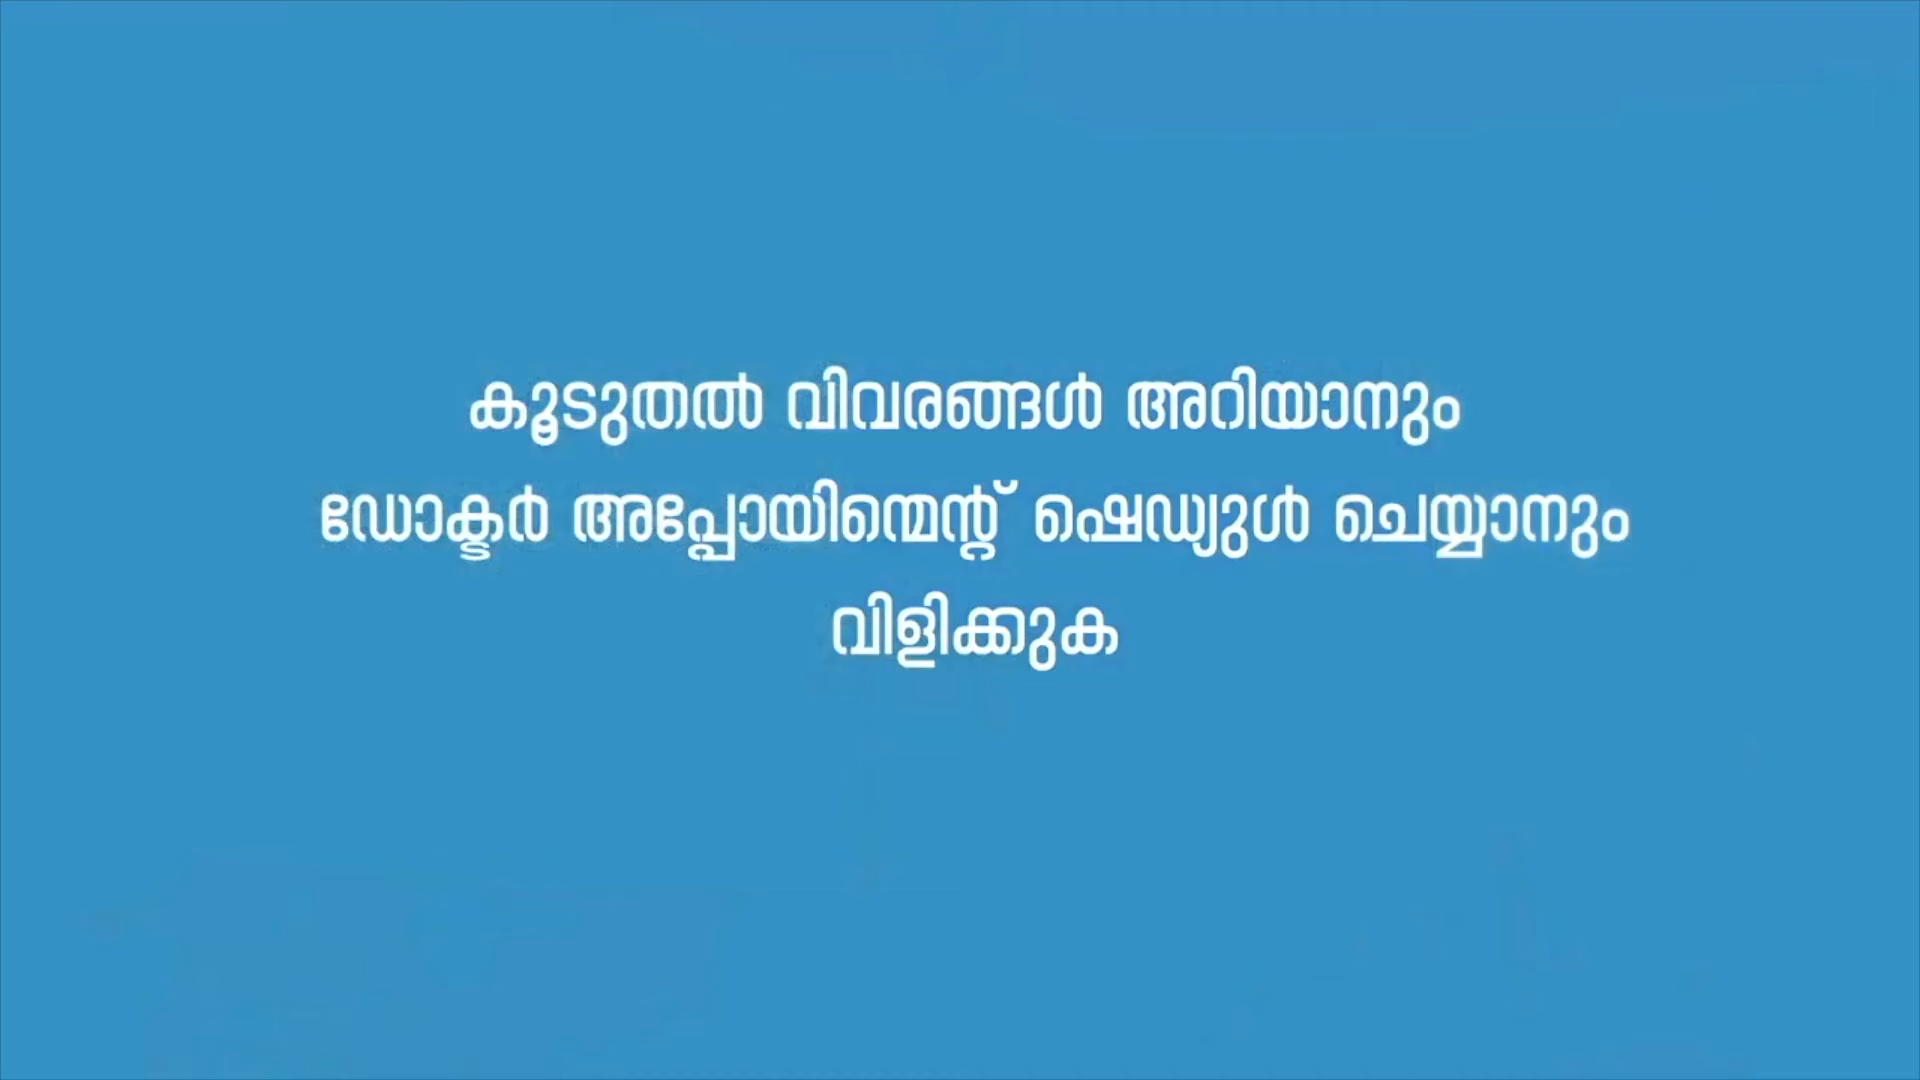 കൂടുതൽ വിവരങ്ങൾ അറിയാനും
ഡോക്ടർ അപ്പോയിന്മെന്റ് ഷെഡ്യുൾ ചെയ്യാനും
വിളിക്കുക